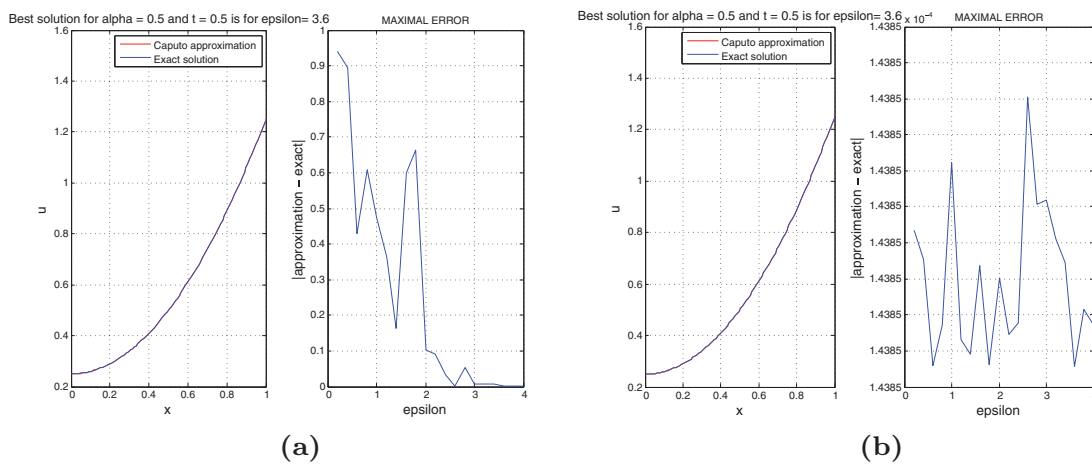 Best solution for alpha = 0.5 and t = 0.5 is for epsilon= 3.6
MAXIMAL ERROR
Caputo approximation
Exact solution
1.6
1.4
1.2
1
0.8
0.6
0.4
0.2
u
0 0.2 0.4 0.6 0.8 1
x
1
0.9
0.8
0.7
0.6
0.5
0.4
0.3
0.2
0.1
0
|approximation – exact|
0 1 2 3 4
epsilon
(a)
Best solution for alpha = 0.5 and t = 0.5 is for epsilon= 3.6
x 10⁻⁴
MAXIMAL ERROR
Caputo approximation
Exact solution
1.6
1.4
1.2
1
0.8
0.6
0.4
0.2
u
0 0.2 0.4 0.6 0.8 1
x
1.4385
1.4385
1.4385
1.4385
1.4385
1.4385
1.4385
1.4385
1.4385
1.4385
1.4385
|approximation – exact|
0 1 2 3
epsilon
(b)